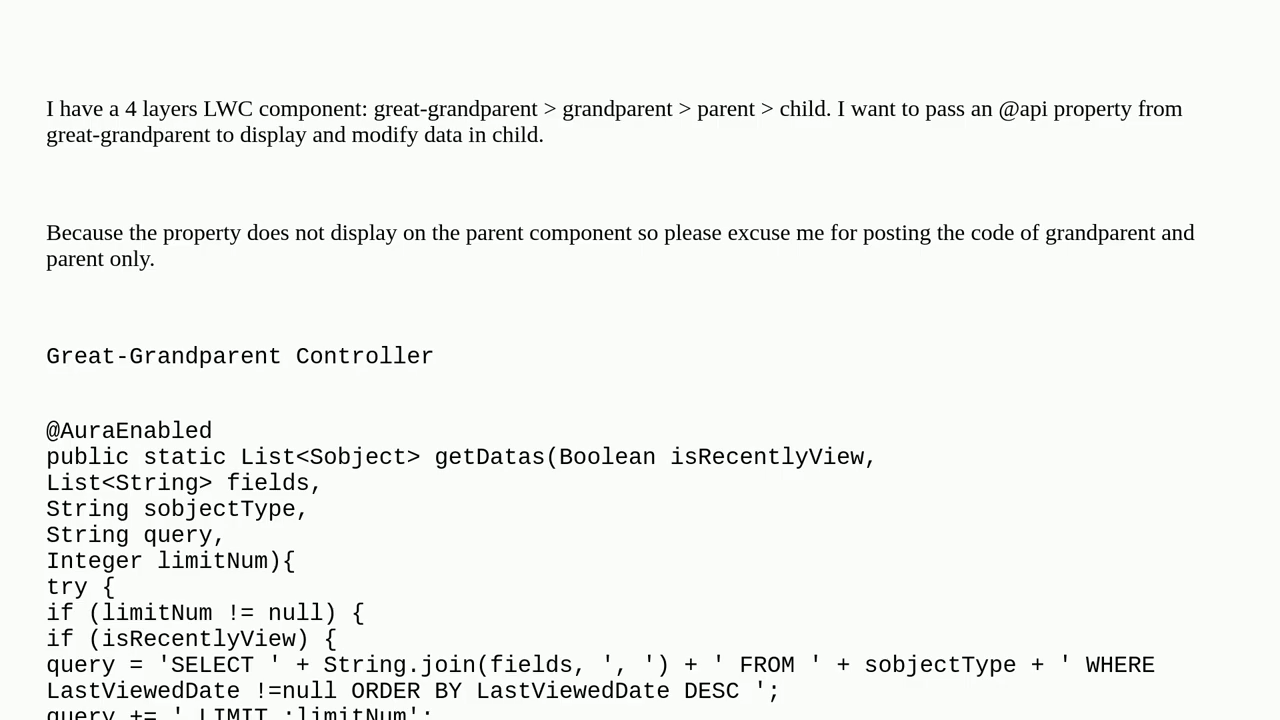 I have a 4 layers LWC component: great-grandparent > grandparent > parent > child. I want to pass an @api property from
great-grandparent to display and modify data in child.
Because the property does not display on the parent component so please excuse me for posting the code of grandparent and
parent only.
Great-Grandparent Controller
@AuraEnabled
public static List<Sobject> getDatas(Boolean isRecentlyView,
List<String> fields,
String sobjectType,
String query,
Integer limitNum){
try {
if (limitNum != null) {
if (isRecentlyView) {
query = 'SELECT ' + String.join(fields, ', ') + ' FROM ' + sobjectType + ' WHERE
LastViewedDate !=null ORDER BY LastViewedDate DESC ';
query += ' LIMIT :limitNum';